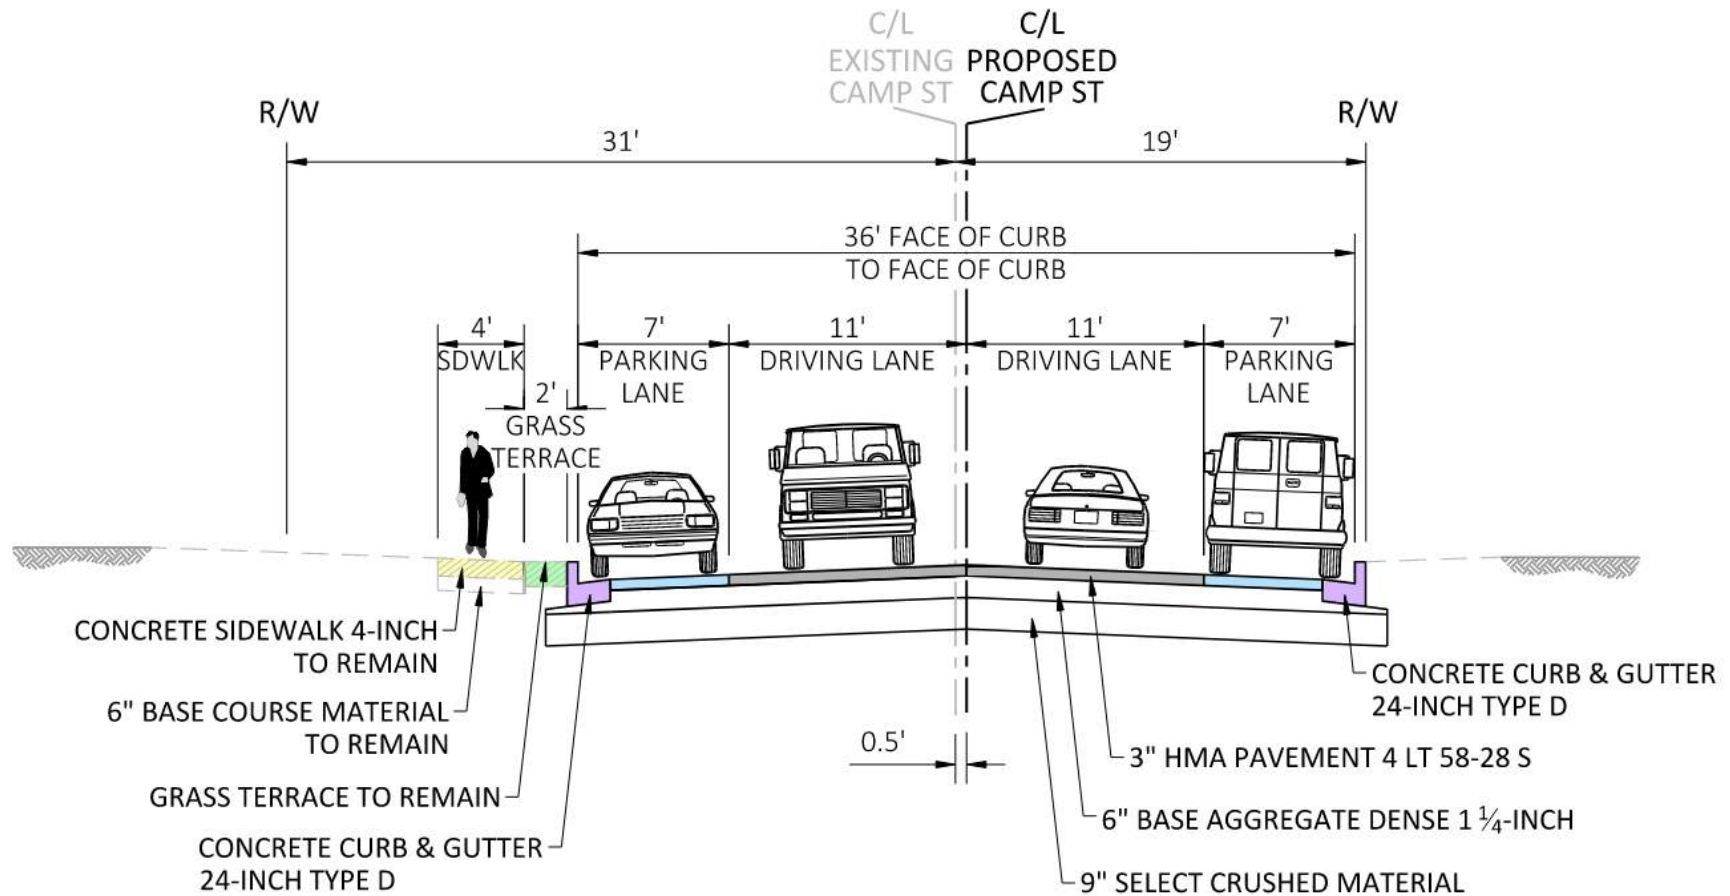 C/L
EXISTING
CAMP ST
C/L
PROPOSED
CAMP ST
R/W
R/W
31'
19'
36' FACE OF CURB
TO FACE OF CURB
4'
SDWLK
7'
PARKING
LANE
11'
DRIVING LANE
11'
DRIVING LANE
7'
PARKING
LANE
2'
GRASS
TERRACE
CONCRETE SIDEWALK 4-INCH
TO REMAIN
6" BASE COURSE MATERIAL
TO REMAIN
GRASS TERRACE TO REMAIN
CONCRETE CURB & GUTTER
24-INCH TYPE D
0.5'
CONCRETE CURB & GUTTER
24-INCH TYPE D
3" HMA PAVEMENT 4 LT 58-28 S
6" BASE AGGREGATE DENSE 1 ¼-INCH
9" SELECT CRUSHED MATERIAL